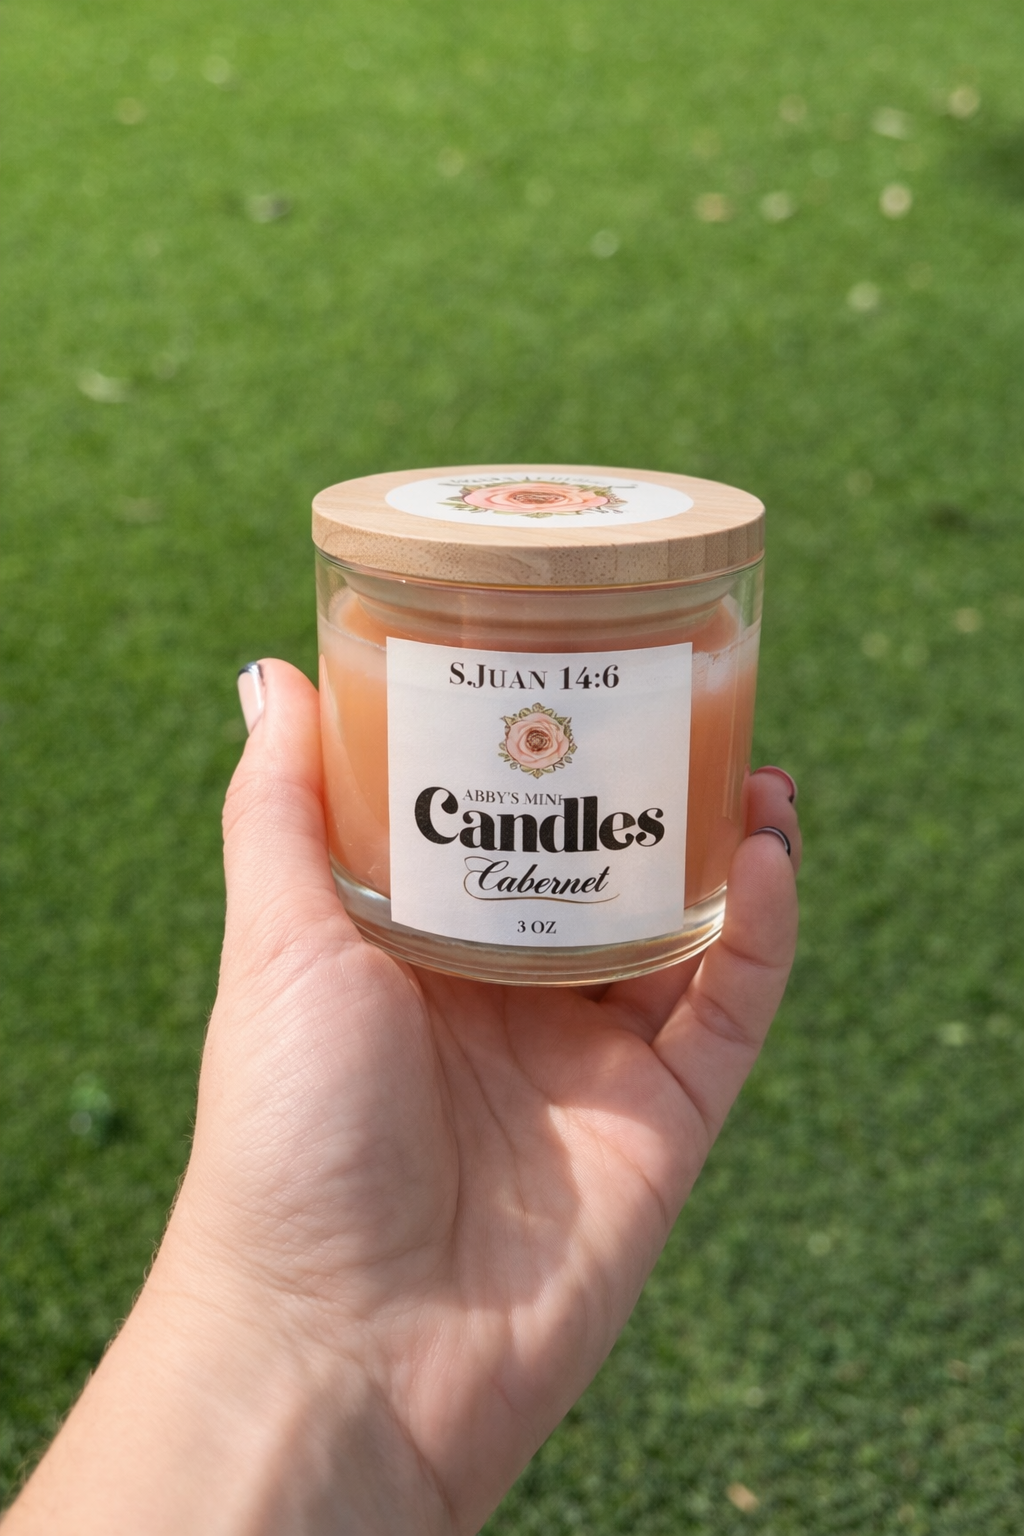 S.JUAN 14:6
ABBY'S MINI
Candles
Cabernet
3 OZ